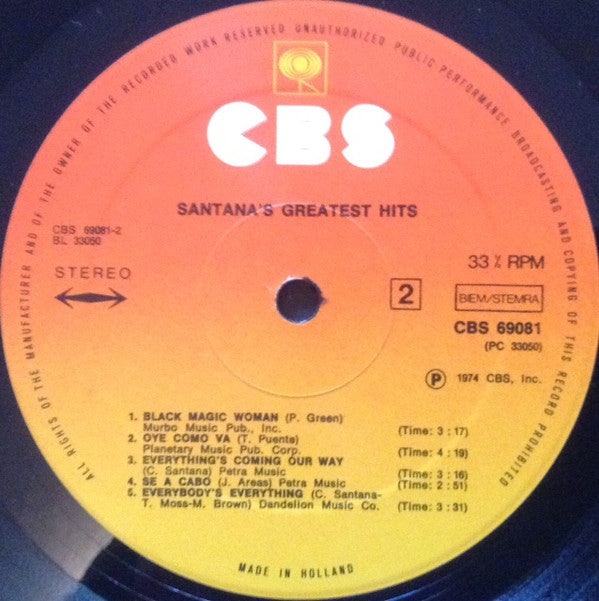 ALL RIGHTS OF THE MANUFACTURER AND OF THE OWNER OF THE RECORDED WORK RESERVED UNAUTHORIZED PUBLIC PERFORMANCE BROADCASTING AND COPYING OF THIS RECORD PROHIBITED
CBS
SANTANA'S GREATEST HITS
CBS 69081-2
BL 33050
STEREO
33⅓ RPM
2
BIEM/STEMRA
CBS 69081
(PC 33050)
℗ 1974 CBS, Inc.
1. BLACK MAGIC WOMAN (P. Green)
Murbo Music Pub., Inc. (Time: 3 : 17)
2. OYE COMO VA (T. Puente)
Planetary Music Pub. Corp. (Time: 4 : 19)
3. EVERYTHING'S COMING OUR WAY
(C. Santana) Petra Music (Time: 3 : 16)
4. SE A CABO (J. Areas) Petra Music (Time: 2 : 51)
5. EVERYBODY'S EVERYTHING (C. Santana-
T. Moss-M. Brown) Dandelion Music Co. (Time: 3 : 31)
MADE IN HOLLAND